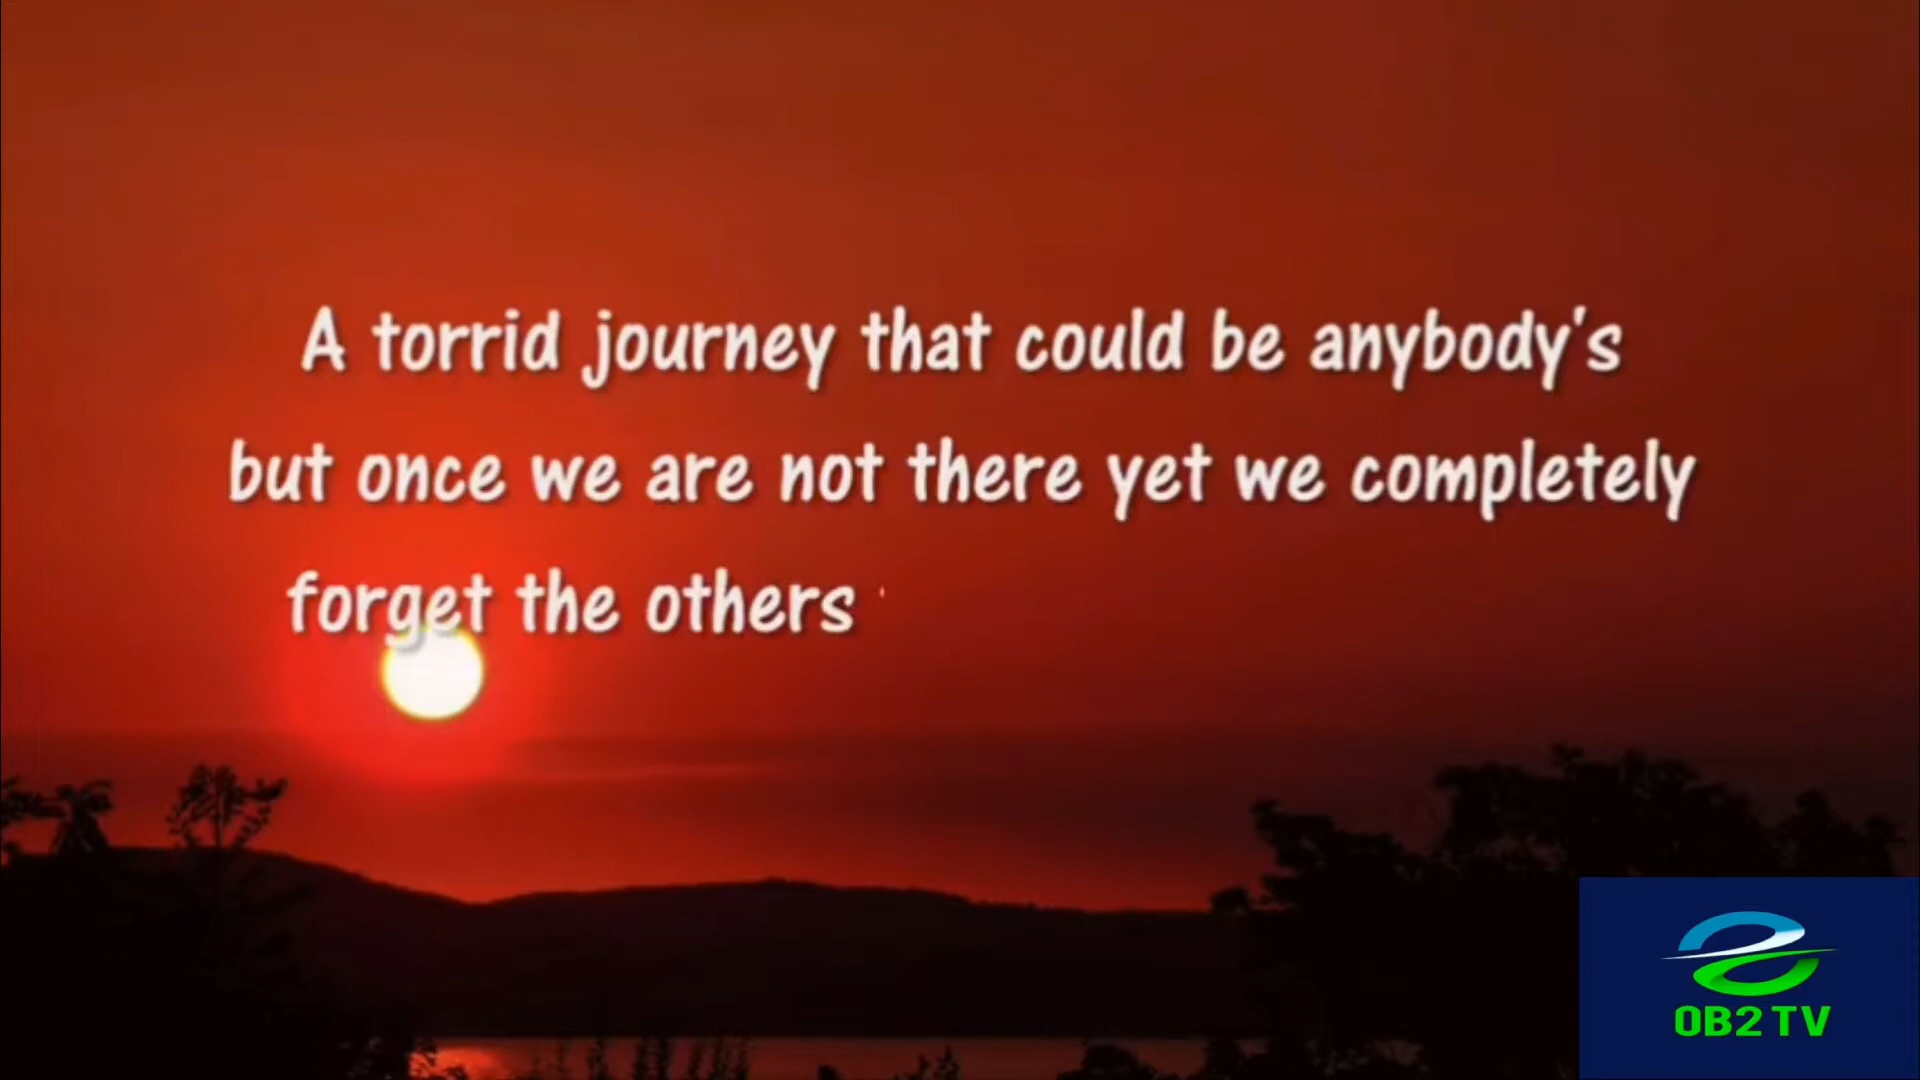 A torrid journey that could be anybody's
but once we are not there yet we completely
forget the others
OB2 TV